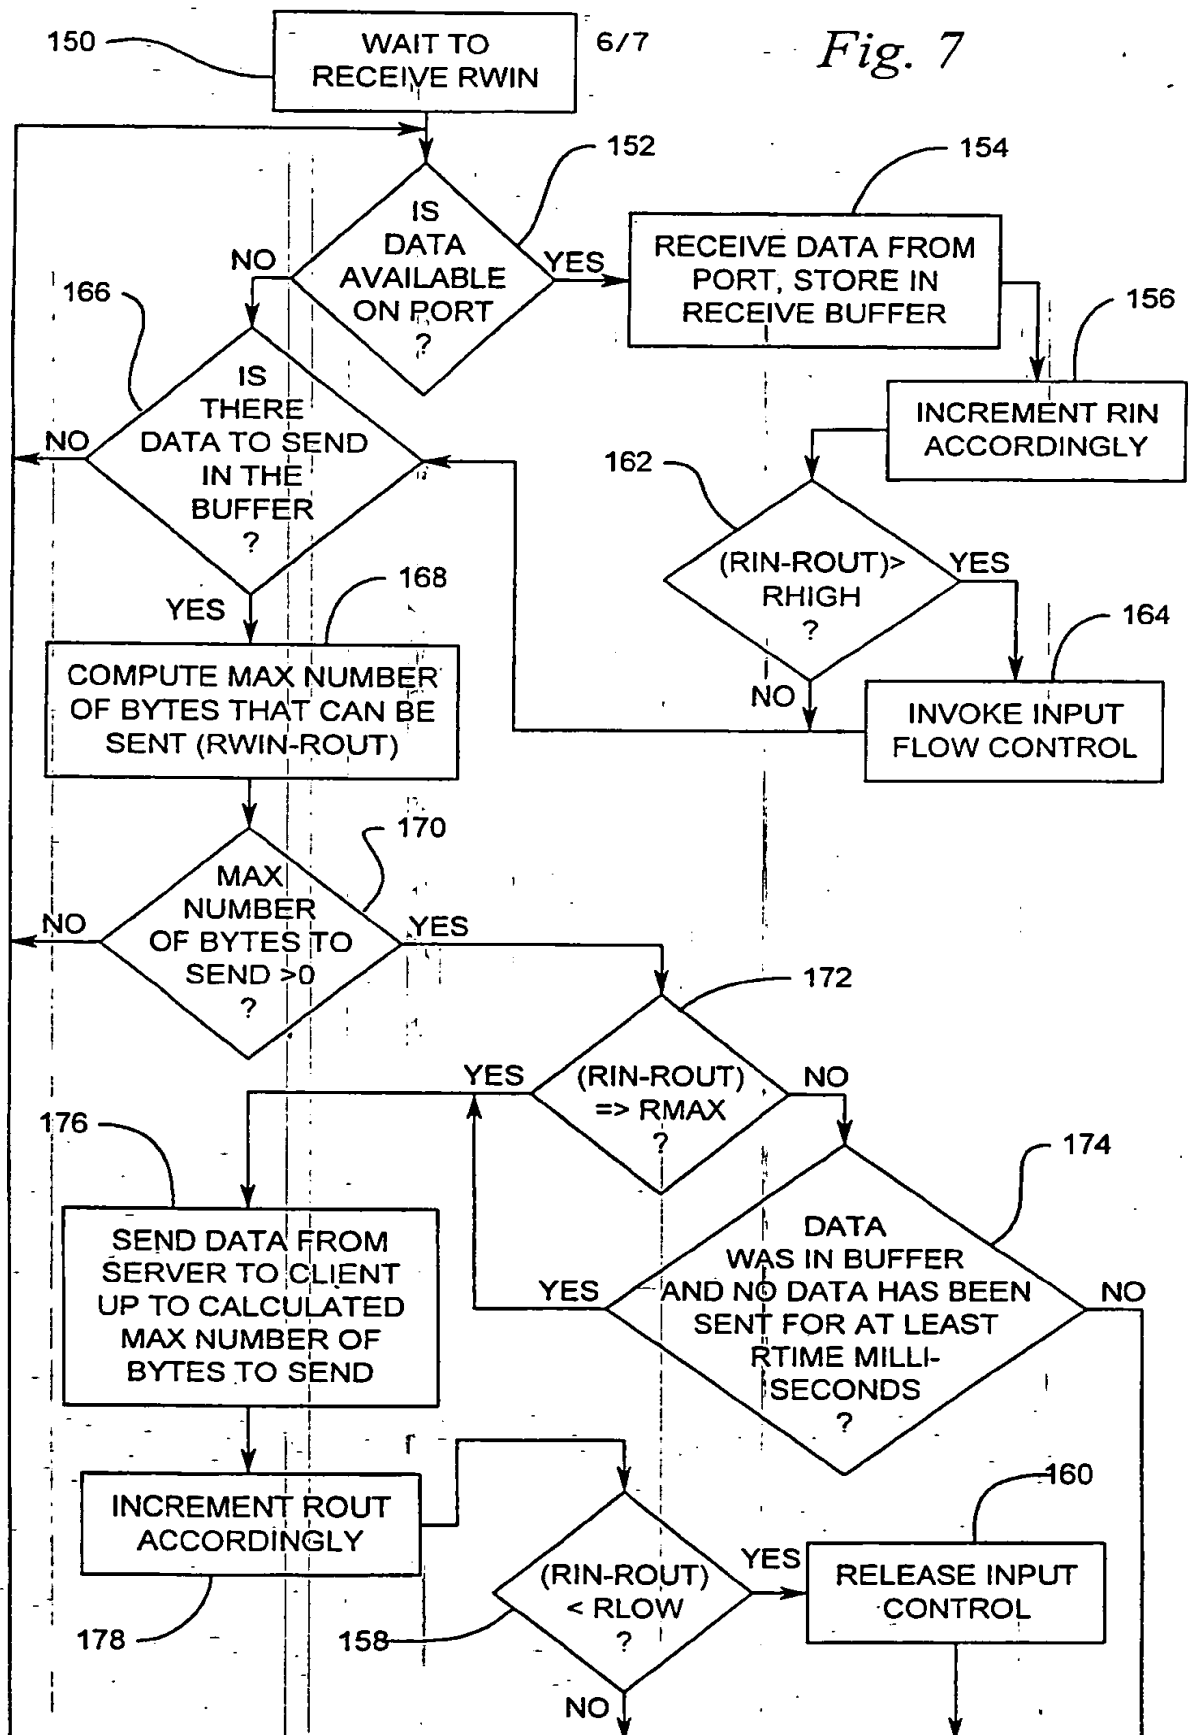 150
WAIT TO
RECEIVE RWIN
6/7
Fig. 7
152
IS
DATA
AVAILABLE
ON PORT
?
NO
YES
154
RECEIVE DATA FROM
PORT, STORE IN
RECEIVE BUFFER
156
INCREMENT RIN
ACCORDINGLY
166
IS
THERE
DATA TO SEND
IN THE
BUFFER
?
NO
YES
162
(RIN-ROUT)>
RHIGH
?
YES
NO
164
INVOKE INPUT
FLOW CONTROL
168
COMPUTE MAX NUMBER
OF BYTES THAT CAN BE
SENT (RWIN-ROUT)
170
MAX
NUMBER
OF BYTES TO
SEND >0
?
NO
YES
172
(RIN-ROUT)
=> RMAX
?
YES
NO
174
DATA
WAS IN BUFFER
AND NO DATA HAS BEEN
SENT FOR AT LEAST
RTIME MILLI-
SECONDS
?
YES
NO
176
SEND DATA FROM
SERVER TO CLIENT
UP TO CALCULATED
MAX NUMBER OF
BYTES TO SEND
INCREMENT ROUT
ACCORDINGLY
178
158
(RIN-ROUT)
< RLOW
?
YES
NO
160
RELEASE INPUT
CONTROL